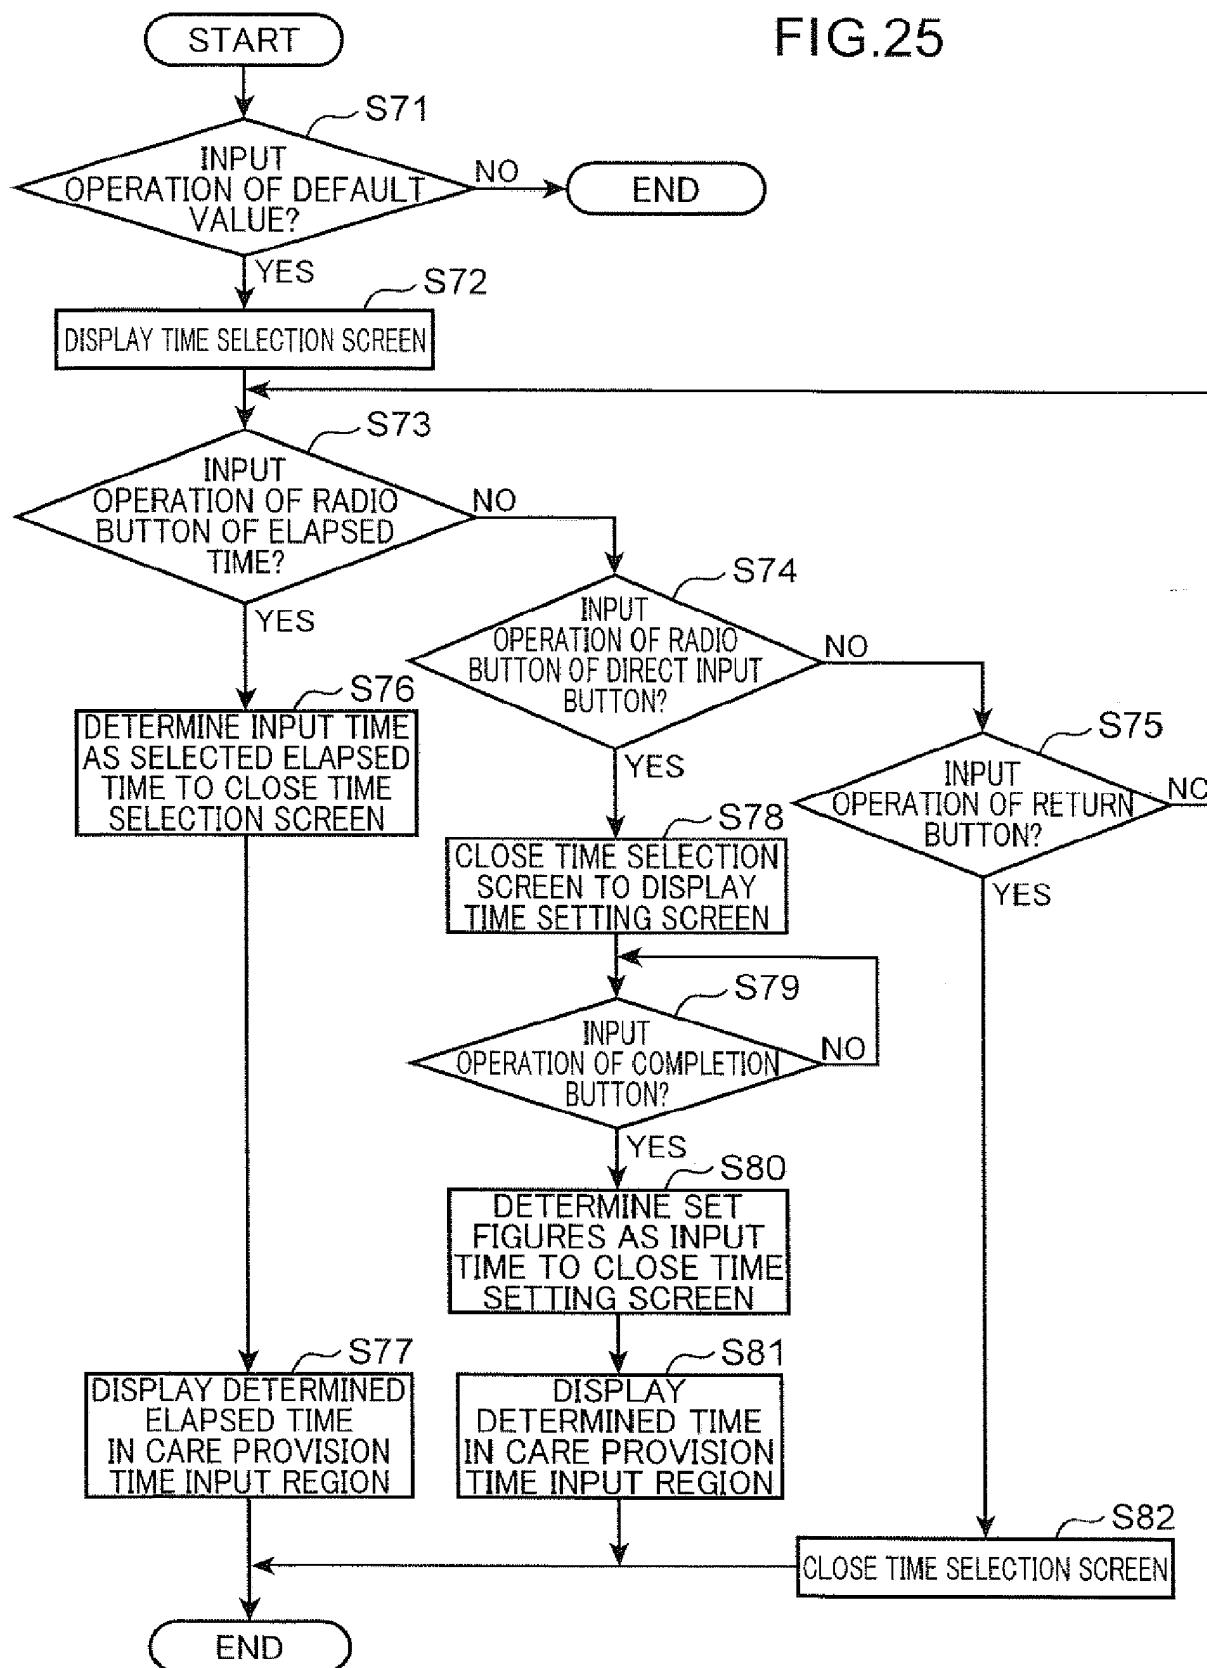 FIG.25
START
S71
INPUT
OPERATION OF DEFAULT
VALUE?
NO
END
YES
S72
DISPLAY TIME SELECTION SCREEN
S73
INPUT
OPERATION OF RADIO
BUTTON OF ELAPSED
TIME?
NO
YES
S74
INPUT
OPERATION OF RADIO
BUTTON OF DIRECT INPUT
BUTTON?
NO
YES
S75
INPUT
OPERATION OF RETURN
BUTTON?
NO
YES
S76
DETERMINE INPUT TIME
AS SELECTED ELAPSED
TIME TO CLOSE TIME
SELECTION SCREEN
S78
CLOSE TIME SELECTION
SCREEN TO DISPLAY
TIME SETTING SCREEN
S79
INPUT
OPERATION OF COMPLETION
BUTTON?
NO
YES
S80
DETERMINE SET
FIGURES AS INPUT
TIME TO CLOSE TIME
SETTING SCREEN
S77
DISPLAY DETERMINED
ELAPSED TIME
IN CARE PROVISION
TIME INPUT REGION
S81
DISPLAY
DETERMINED TIME
IN CARE PROVISION
TIME INPUT REGION
S82
CLOSE TIME SELECTION SCREEN
END